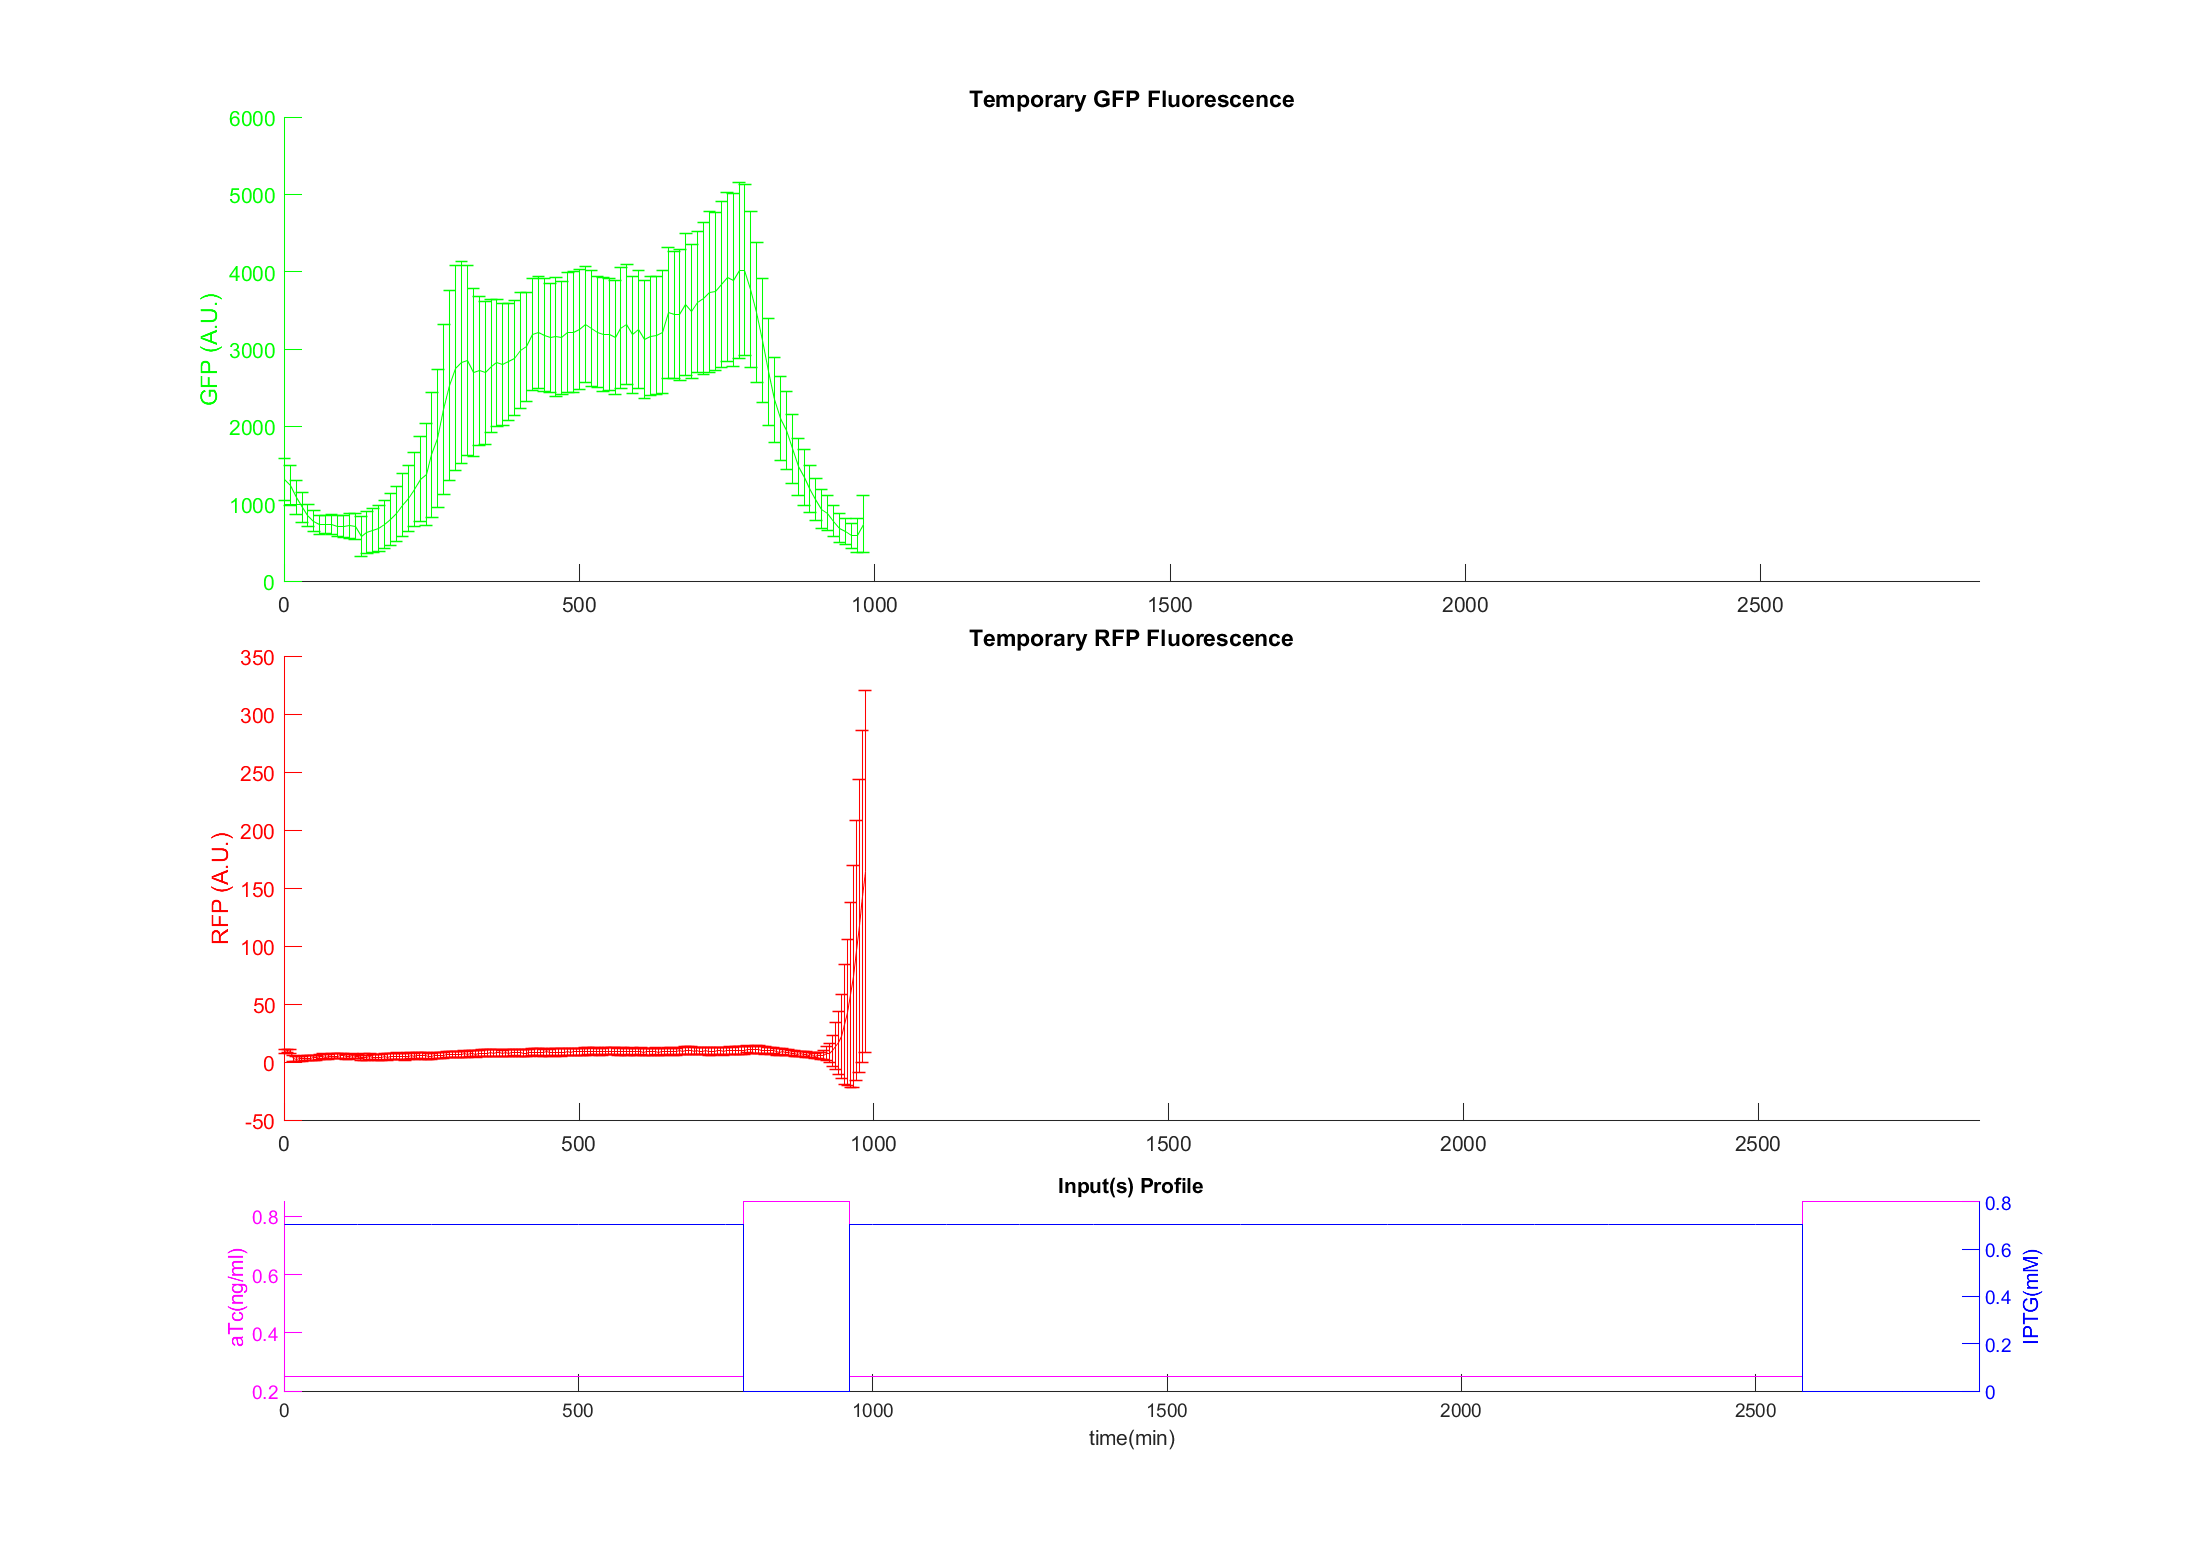 Temporary GFP Fluorescence
6000
5000
4000
3000
2000
1000
0
GFP (A.U.)
0 500 1000 1500 2000 2500
Temporary RFP Fluorescence
350
300
250
200
150
100
50
0
-50
RFP (A.U.)
0 500 1000 1500 2000 2500
Input(s) Profile
0.8
0.6
0.4
0.2
aTc(ng/ml)
0.8
0.6
0.4
0.2
0
IPTG(mM)
0 500 1000 1500 2000 2500
time(min)